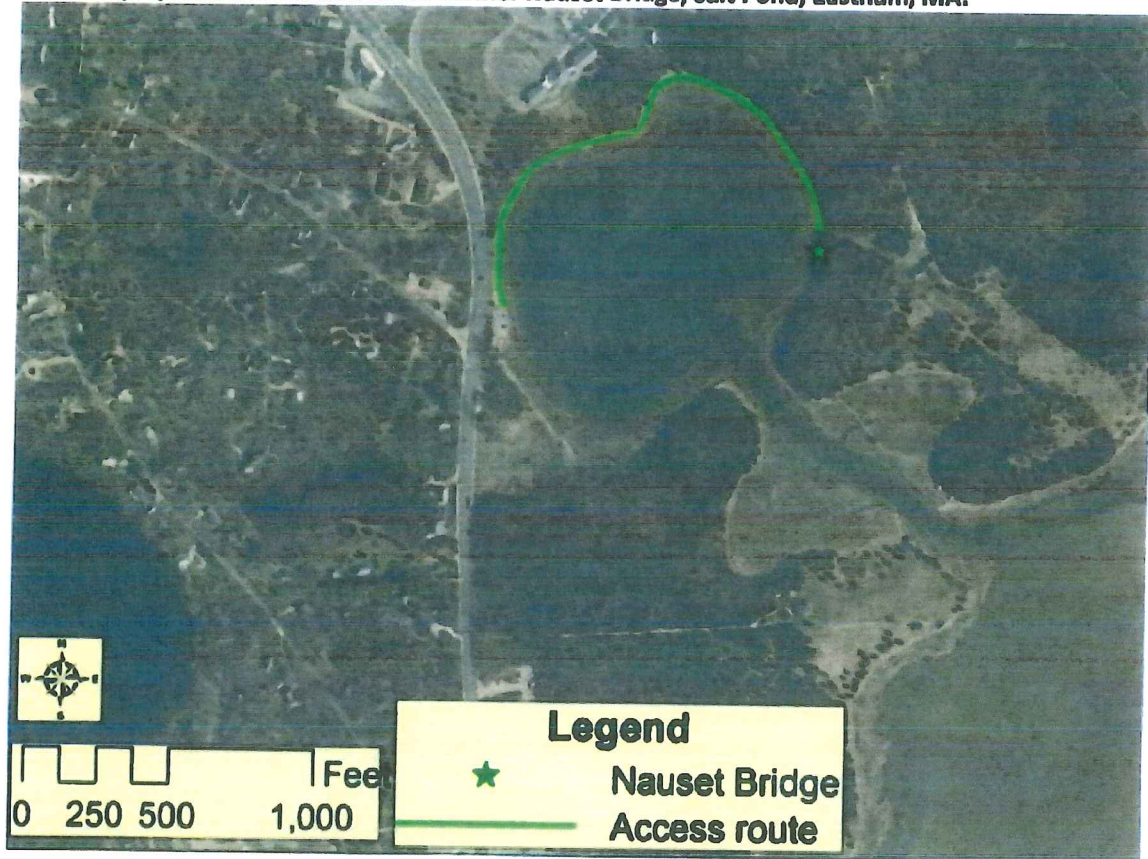 Nauset Bridge, Salt Pond, Eastham, MA.
N
W E
S
Feet
0 250 500 1,000
Legend
Nauset Bridge
Access route